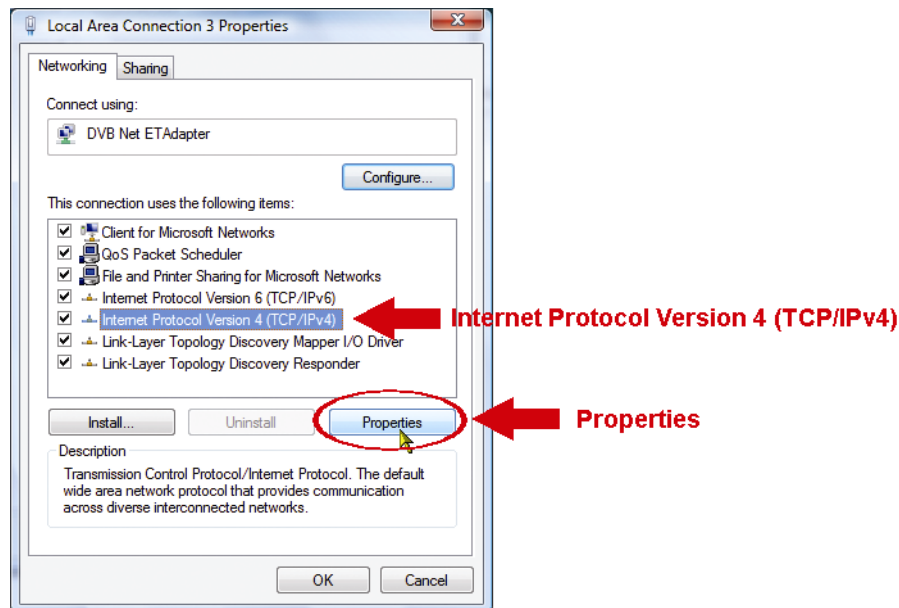 Local Area Connection 3 Properties
Networking
Sharing
Connect using:
DVB Net ETAdapter
Configure...
This connection uses the following items:
Client for Microsoft Networks
QoS Packet Scheduler
File and Printer Sharing for Microsoft Networks
Internet Protocol Version 6 (TCP/IPv6)
Internet Protocol Version 4 (TCP/IPv4)
Internet Protocol Version 4 (TCP/IPv4)
Link-Layer Topology Discovery Mapper I/O Driver
Link-Layer Topology Discovery Responder
Install...
Uninstall
Properties
Properties
Description
Transmission Control Protocol/Internet Protocol. The default
wide area network protocol that provides communication
across diverse interconnected networks.
OK
Cancel